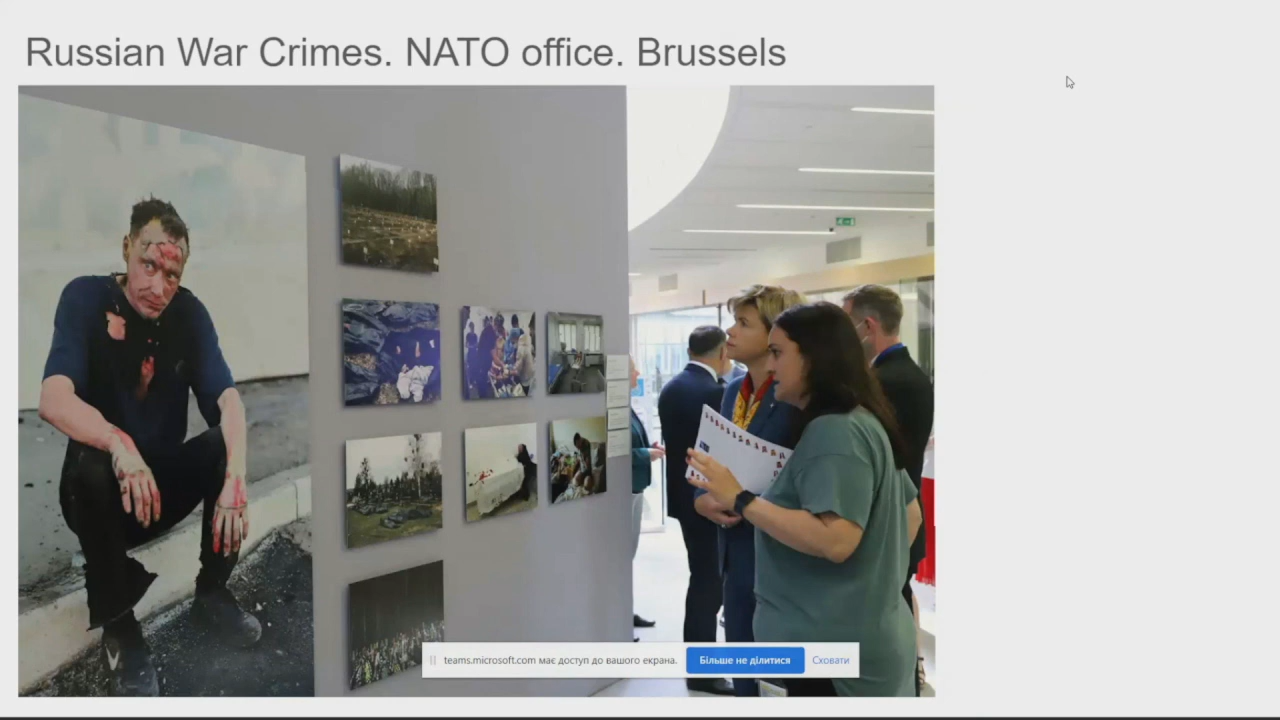 Russian War Crimes. NATO office. Brussels
teams.microsoft.com має доступ до вашого екрана. Більше не ділитися Сховати